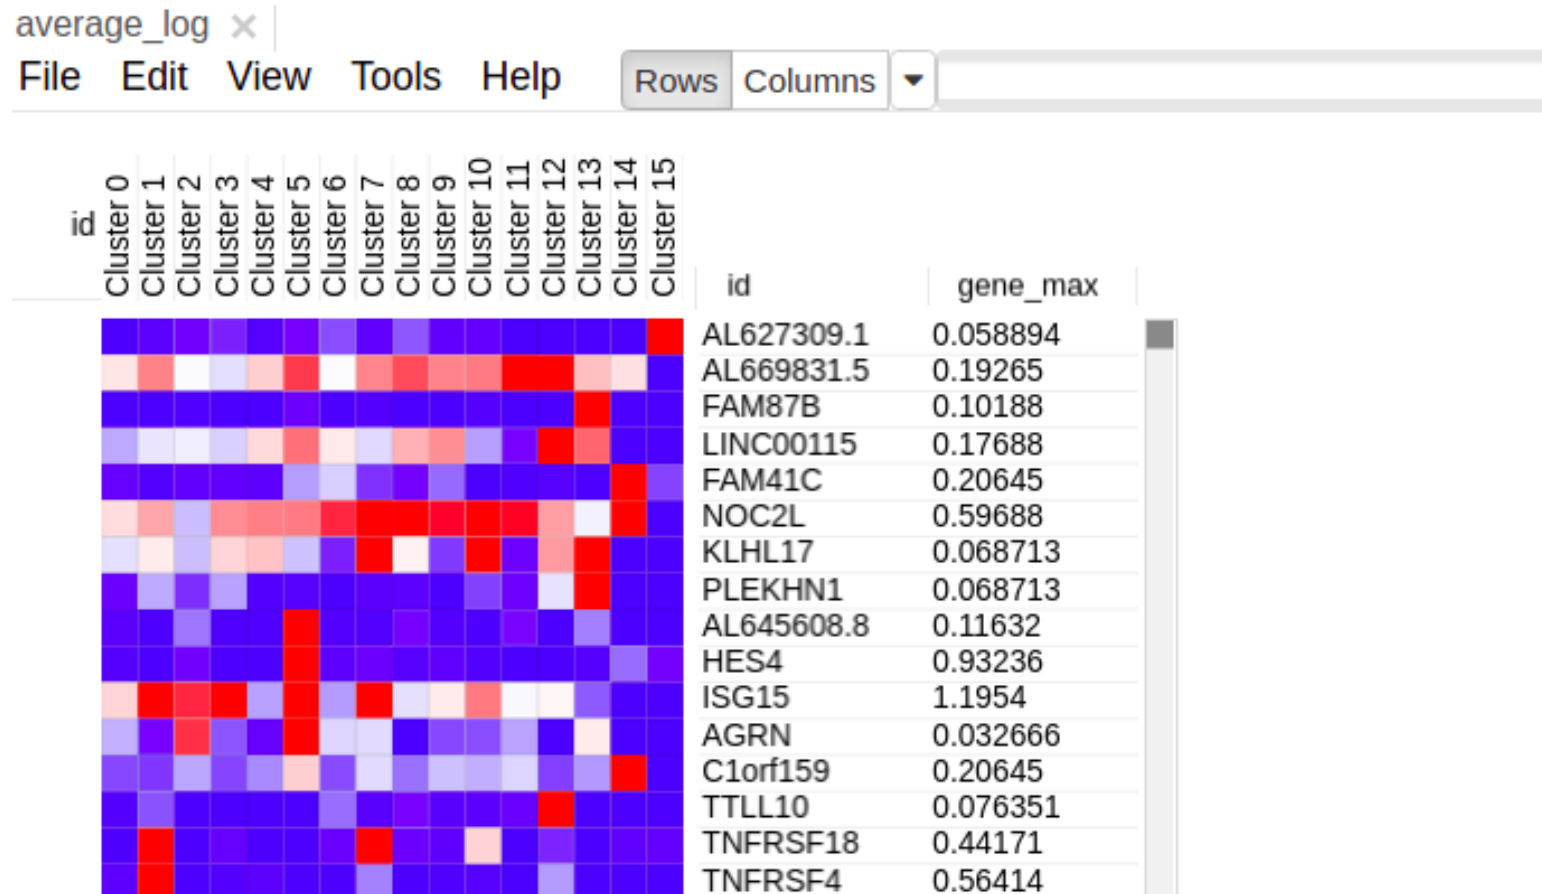 average_log ×
File Edit View Tools Help Rows Columns
id Cluster 0 Cluster 1 Cluster 2 Cluster 3 Cluster 4 Cluster 5 Cluster 6 Cluster 7 Cluster 8 Cluster 9 Cluster 10 Cluster 11 Cluster 12 Cluster 13 Cluster 14 Cluster 15
id gene_max
AL627309.1 0.058894
AL669831.5 0.19265
FAM87B 0.10188
LINC00115 0.17688
FAM41C 0.20645
NOC2L 0.59688
KLHL17 0.068713
PLEKHN1 0.068713
AL645608.8 0.11632
HES4 0.93236
ISG15 1.1954
AGRN 0.032666
C1orf159 0.20645
TTLL10 0.076351
TNFRSF18 0.44171
TNFRSF4 0.56414